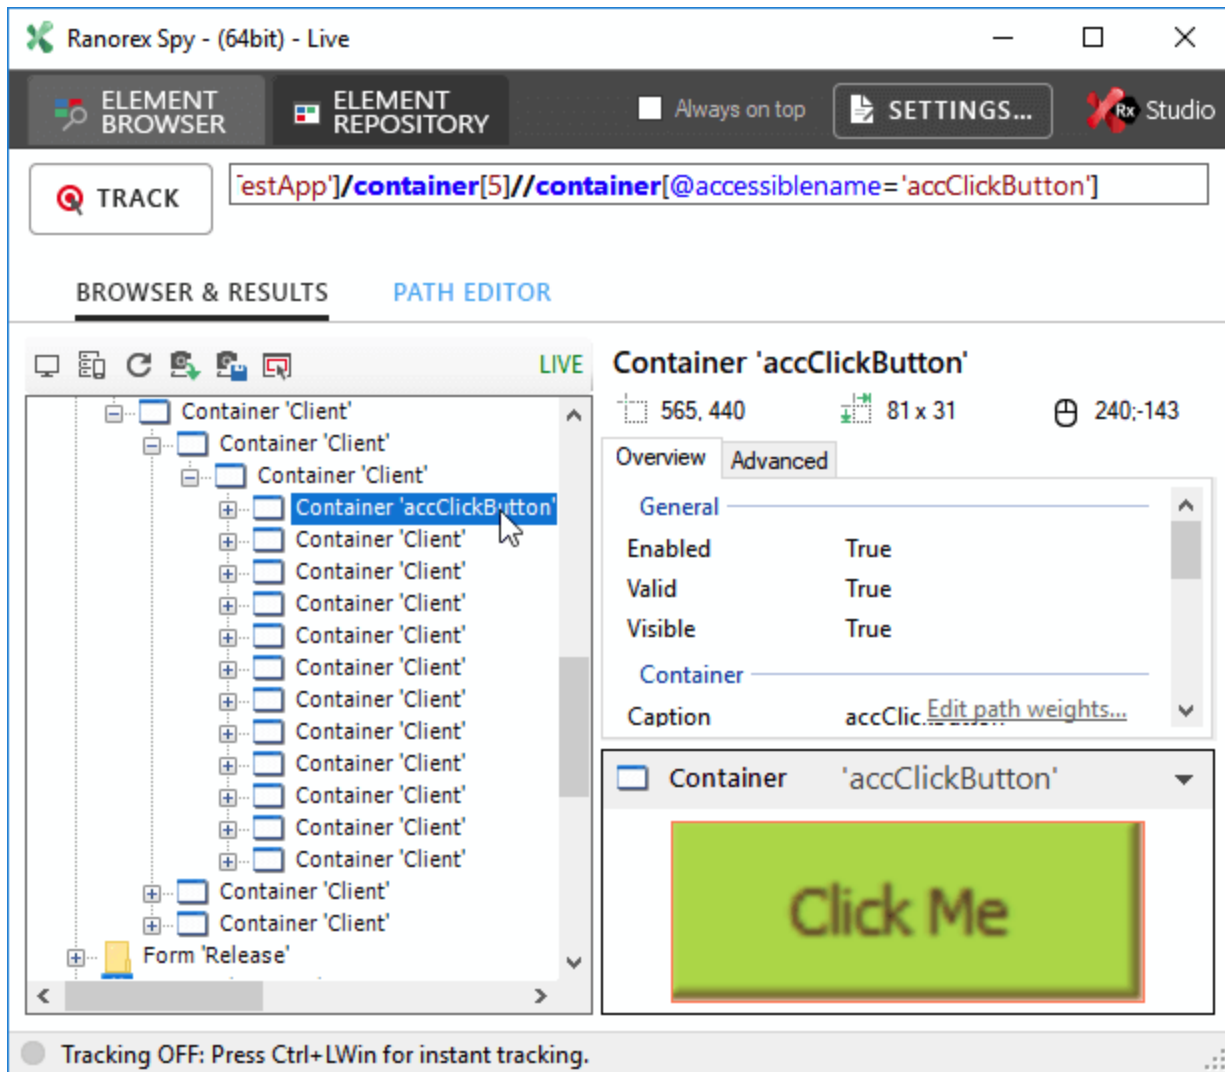 Ranorex Spy - (64bit) - Live
ELEMENT BROWSER
ELEMENT REPOSITORY
Always on top
SETTINGS...
Rx Studio
TRACK
estApp']/container[5]//container[@accessiblename='accClickButton']
BROWSER & RESULTS
PATH EDITOR
LIVE
Container 'Client'
Container 'Client'
Container 'Client'
Container 'accClickButton'
Container 'Client'
Container 'Client'
Container 'Client'
Container 'Client'
Container 'Client'
Container 'Client'
Container 'Client'
Container 'Client'
Container 'Client'
Container 'Client'
Container 'Client'
Container 'Client'
Container 'Client'
Form 'Release'
Container 'accClickButton'
565, 440
81 x 31
240;-143
Overview
Advanced
General
Enabled True
Valid True
Visible True
Container
Caption accClic
Edit path weights...
Container 'accClickButton'
Click Me
Tracking OFF: Press Ctrl+LWin for instant tracking.